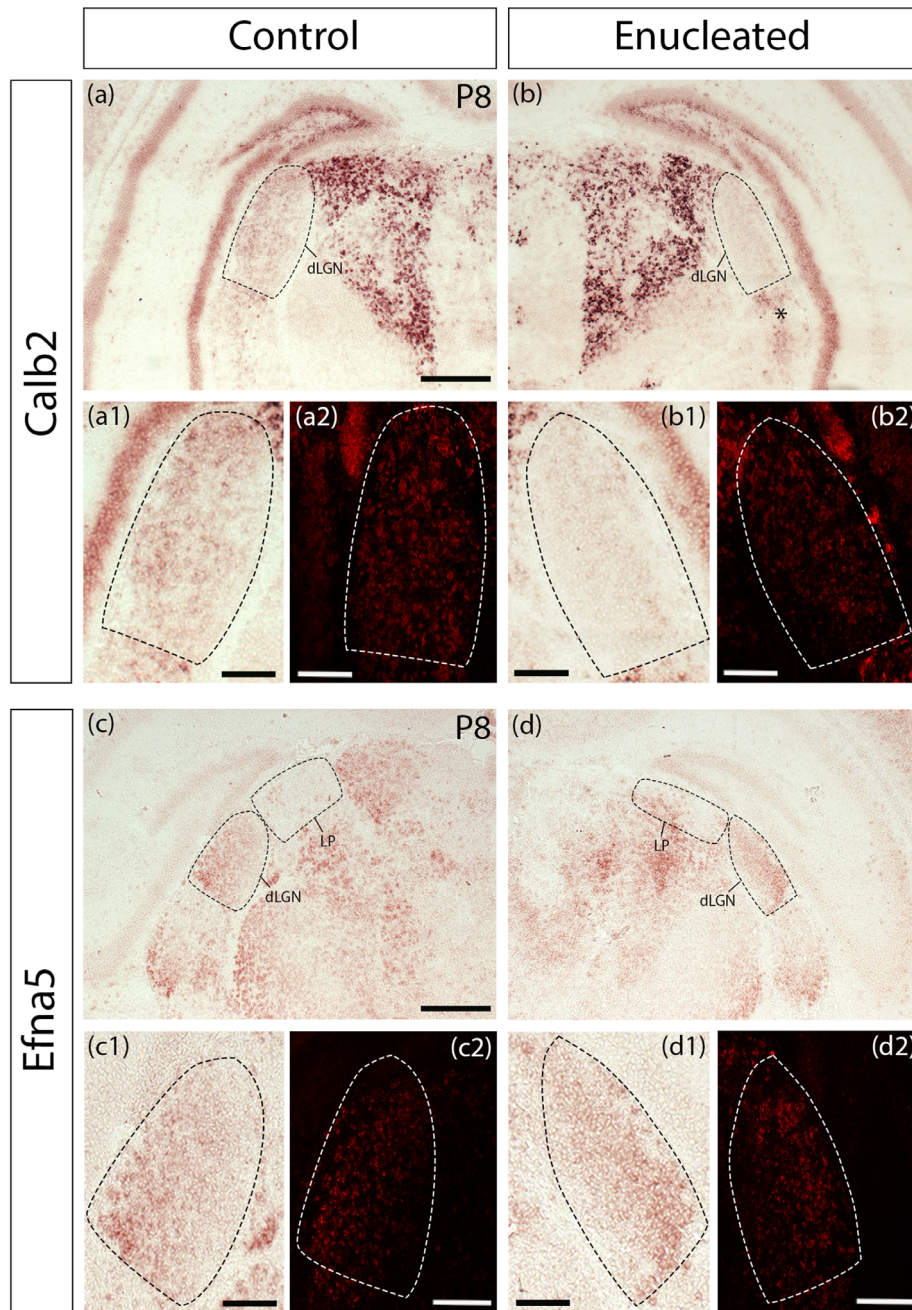 Control
Enucleated
Calb2
(a)
P8
(b)
dLGN
dLGN
*
(a1)
(a2)
(b1)
(b2)
Efna5
(c)
P8
(d)
LP
dLGN
LP
dLGN
(c1)
(c2)
(d1)
(d2)